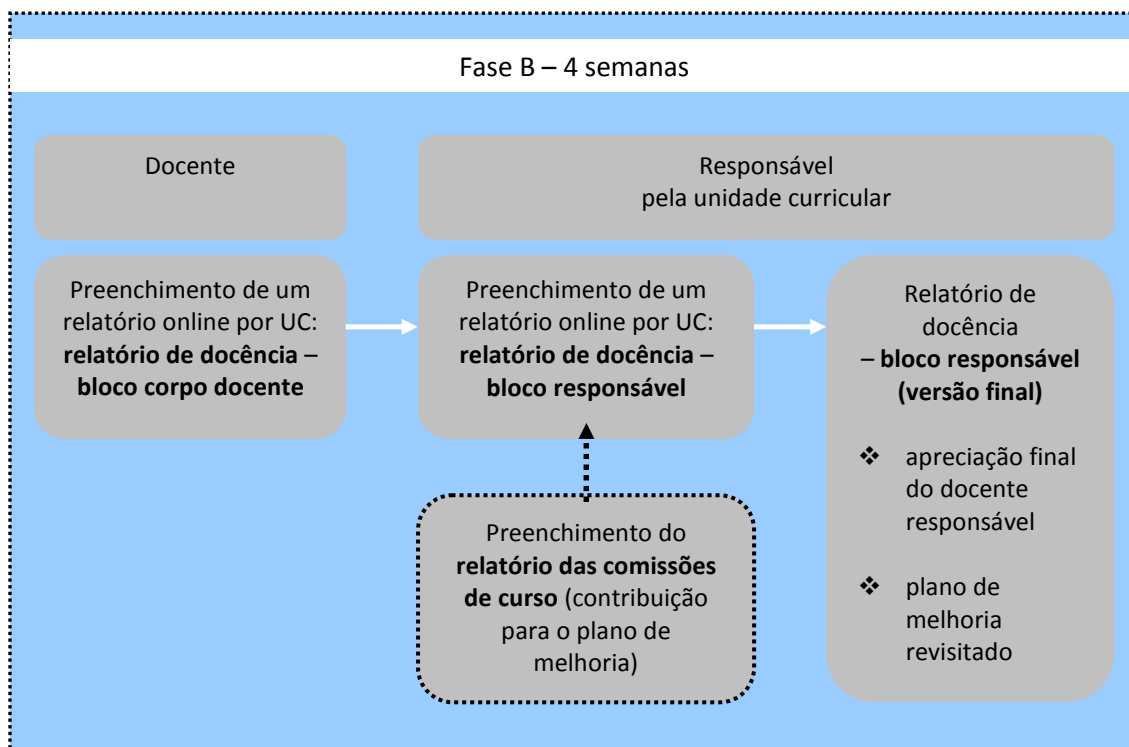 Fase B – 4 semanas
Docente
Responsável
pela unidade curricular
Preenchimento de um
relatório online por UC:
relatório de docência –
bloco corpo docente
Preenchimento de um
relatório online por UC:
relatório de docência –
bloco responsável
Relatório de
docência
– bloco responsável
(versão final)
❖ apreciação final
do docente
responsável
❖ plano de
melhoria
revisitado
Preenchimento do
relatório das comissões
de curso (contribuição
para o plano de
melhoria)